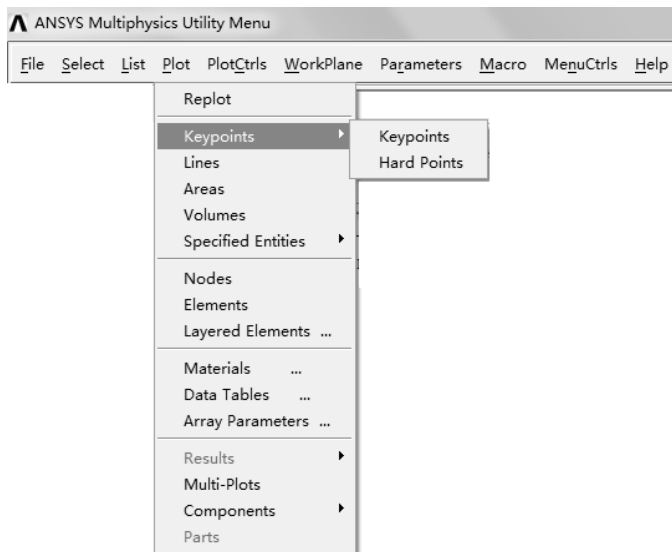 ANSYS Multiphysics Utility Menu
File Select List Plot PlotCtrls WorkPlane Parameters Macro MenuCtrls Help
Replot
Keypoints
Keypoints
Hard Points
Lines
Areas
Volumes
Specified Entities
Nodes
Elements
Layered Elements ...
Materials ...
Data Tables ...
Array Parameters ...
Results
Multi-Plots
Components
Parts